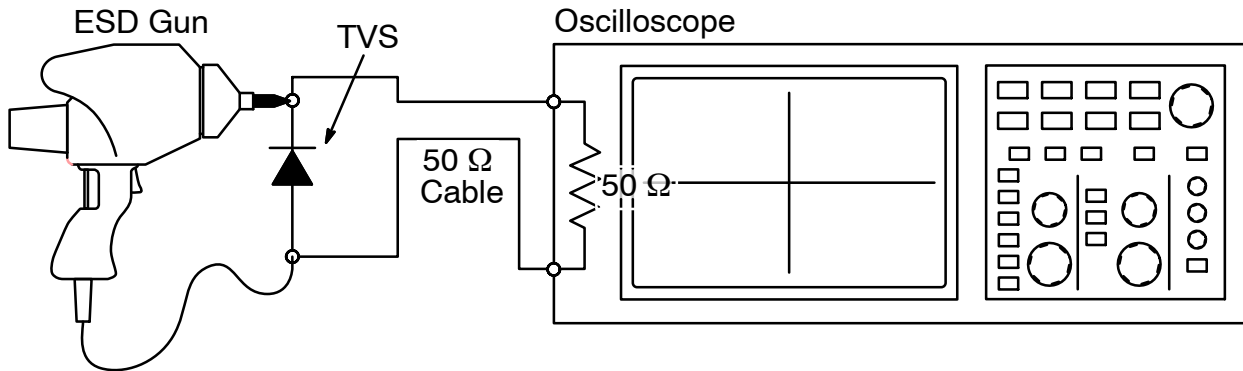 ESD Gun
TVS
Oscilloscope
50 Ω
Cable
50 Ω